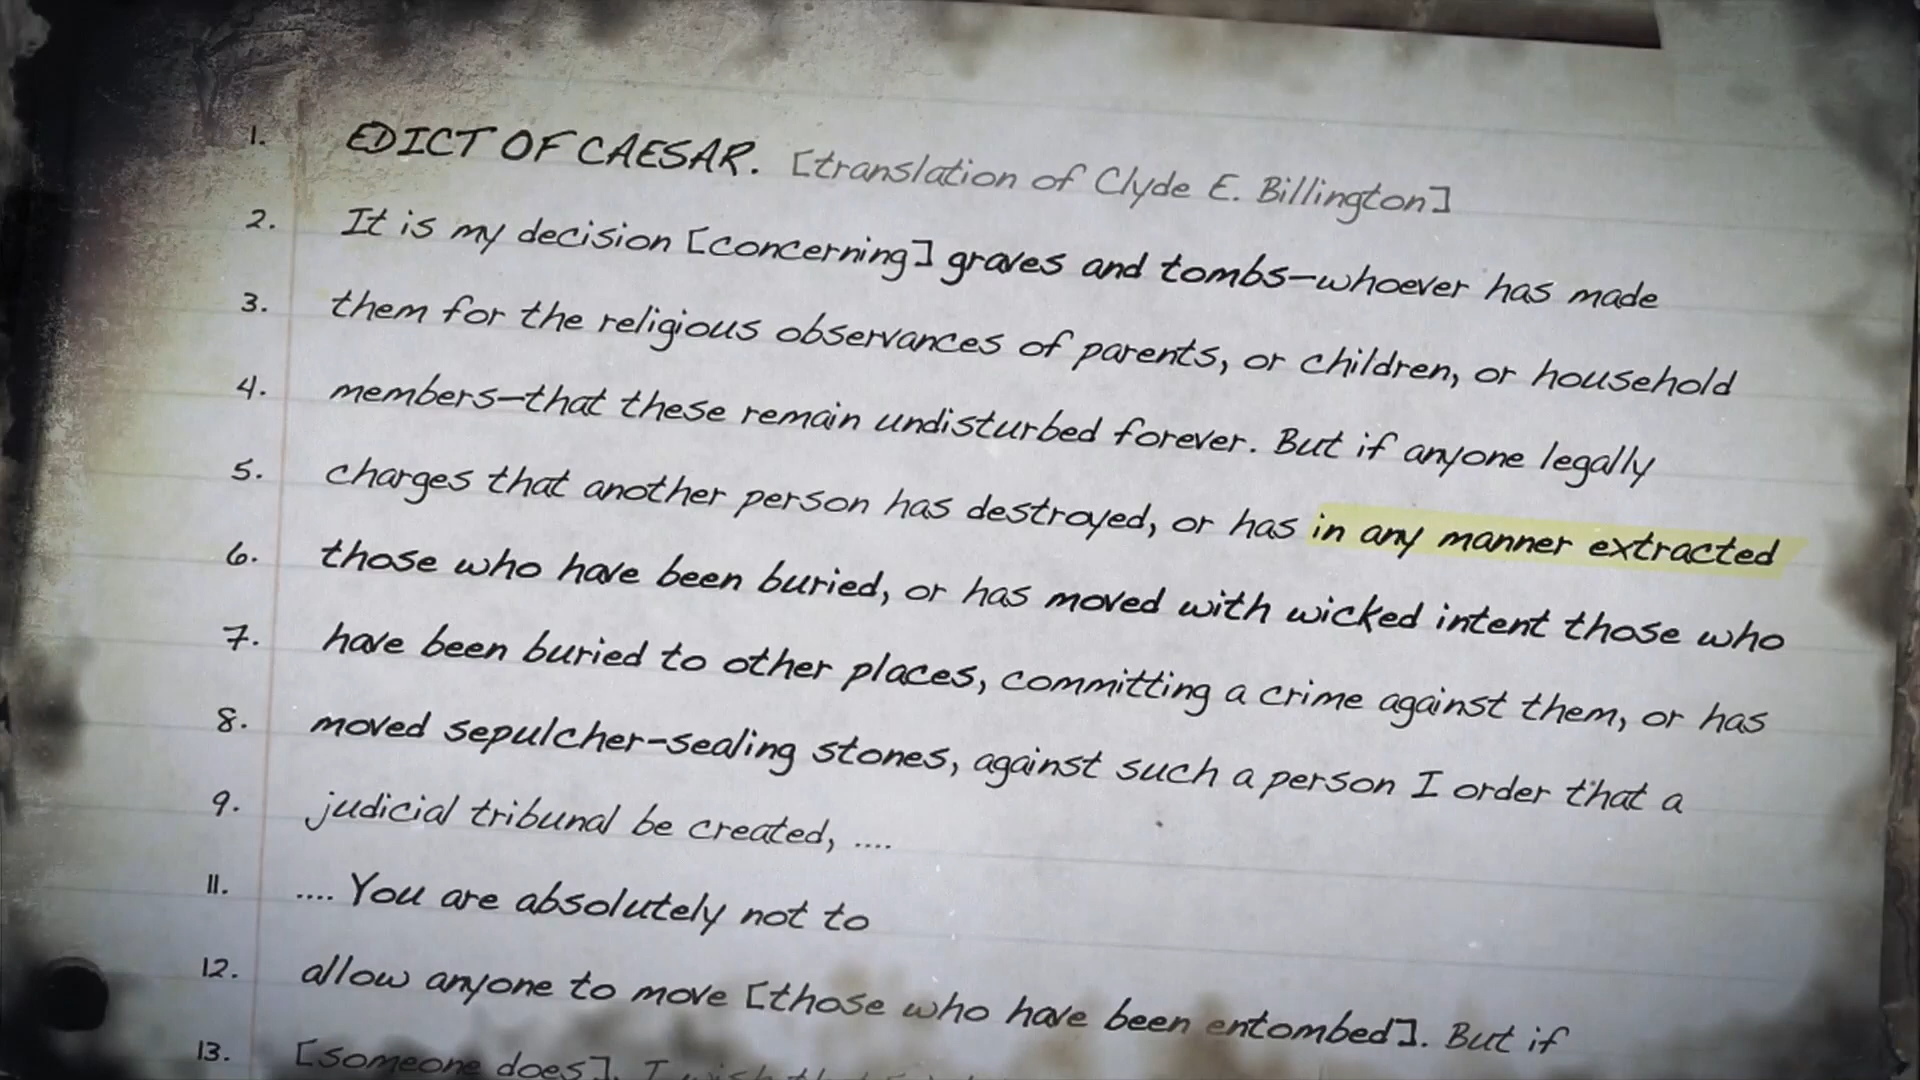 1. EDICT OF CAESAR. [translation of Clyde E. Billington]
2. It is my decision [concerning] graves and tombs—whoever has made
3. them for the religious observances of parents, or children, or household
4. members—that these remain undisturbed forever. But if anyone legally
5. charges that another person has destroyed, or has in any manner extracted
6. those who have been buried, or has moved with wicked intent those who
7. have been buried to other places, committing a crime against them, or has
8. moved sepulcher-sealing stones, against such a person I order that a
9. judicial tribunal be created, ....
11. .... You are absolutely not to
12. allow anyone to move [those who have been entombed]. But if
13. [someone does], I wish that